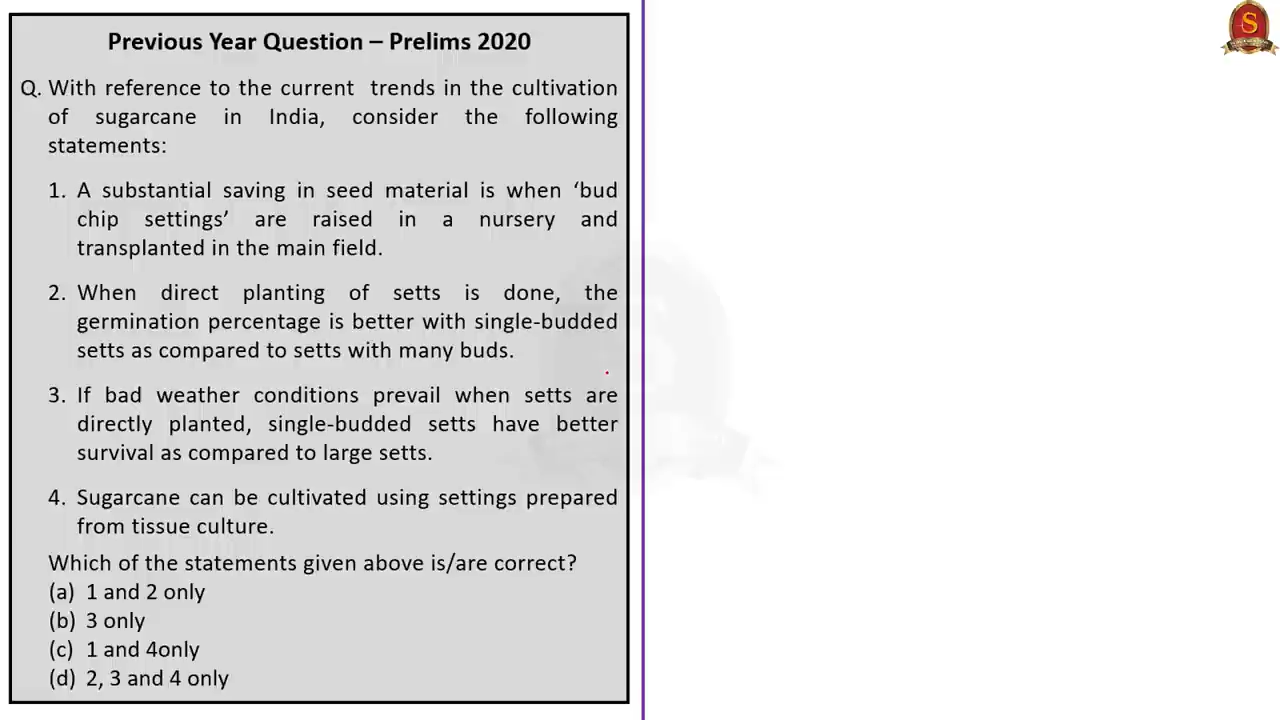 Previous Year Question – Prelims 2020
Q. With reference to the current trends in the cultivation
of sugarcane in India, consider the following
statements:
1. A substantial saving in seed material is when ‘bud
chip settings’ are raised in a nursery and
transplanted in the main field.
2. When direct planting of setts is done, the
germination percentage is better with single-budded
setts as compared to setts with many buds.
3. If bad weather conditions prevail when setts are
directly planted, single-budded setts have better
survival as compared to large setts.
4. Sugarcane can be cultivated using settings prepared
from tissue culture.
Which of the statements given above is/are correct?
(a) 1 and 2 only
(b) 3 only
(c) 1 and 4only
(d) 2, 3 and 4 only
S